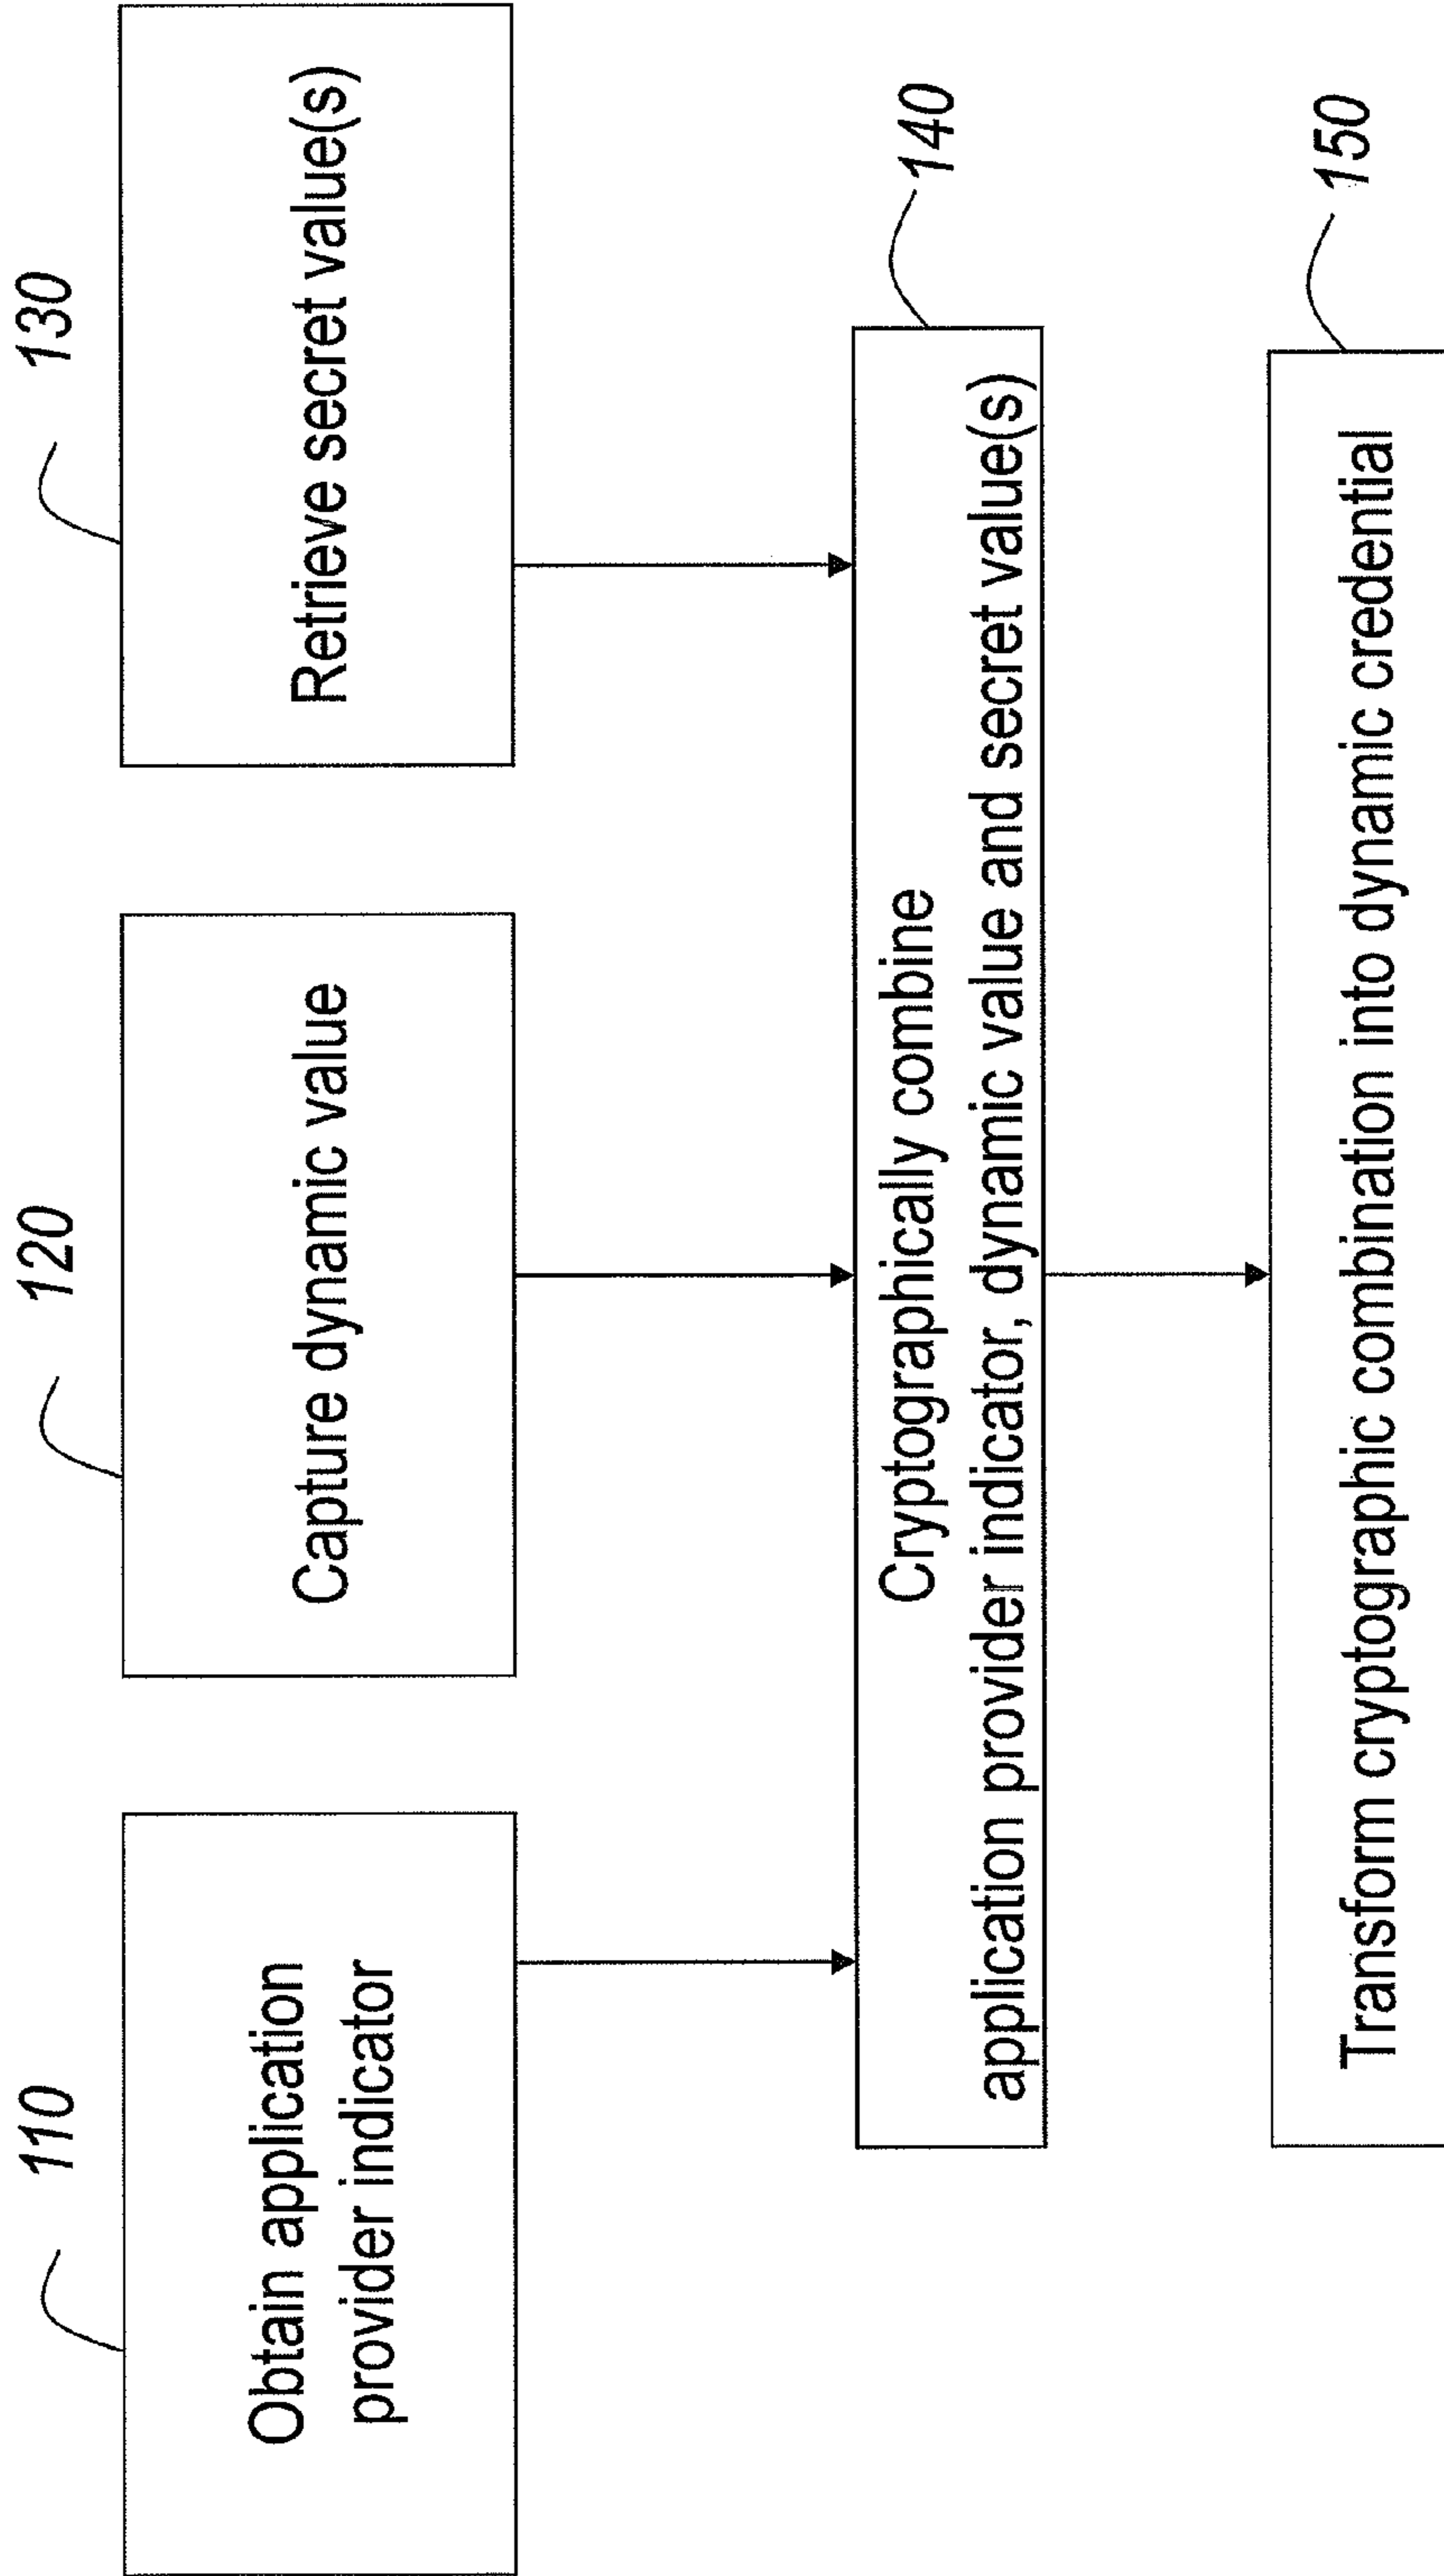 110
Obtain application
provider indicator
120
Capture dynamic value
130
Retrieve secret value(s)
140
Cryptographically combine
application provider indicator, dynamic value and secret value(s)
150
Transform cryptographic combination into dynamic credential